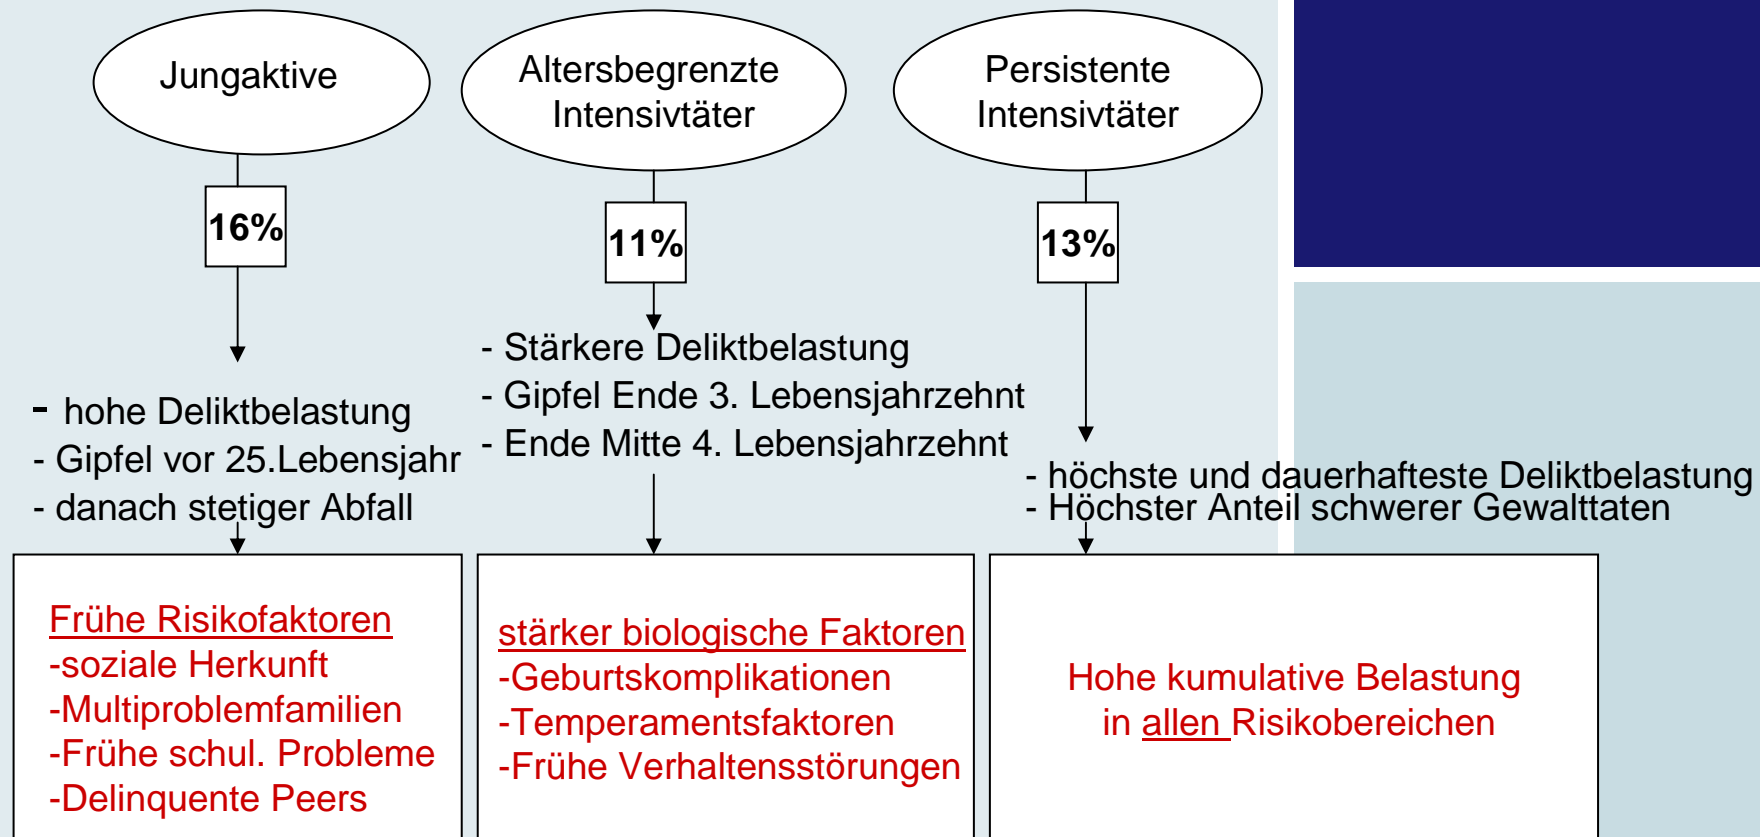 Jungaktive
16%
- hohe Deliktbelastung
- Gipfel vor 25.Lebensjahr
- danach stetiger Abfall
Frühe Risikofaktoren
-soziale Herkunft
-Multiproblemfamilien
-Frühe schul. Probleme
-Delinquente Peers
Altersbegrenzte
Intensivtäter
11%
- Stärkere Deliktbelastung
- Gipfel Ende 3. Lebensjahrzehnt
- Ende Mitte 4. Lebensjahrzehnt
stärker biologische Faktoren
-Geburtskomplikationen
-Temperamentsfaktoren
-Frühe Verhaltensstörungen
Persistente
Intensivtäter
13%
- höchste und dauerhafteste Deliktbelastung
- Höchster Anteil schwerer Gewalttaten
Hohe kumulative Belastung
in allen Risikobereichen